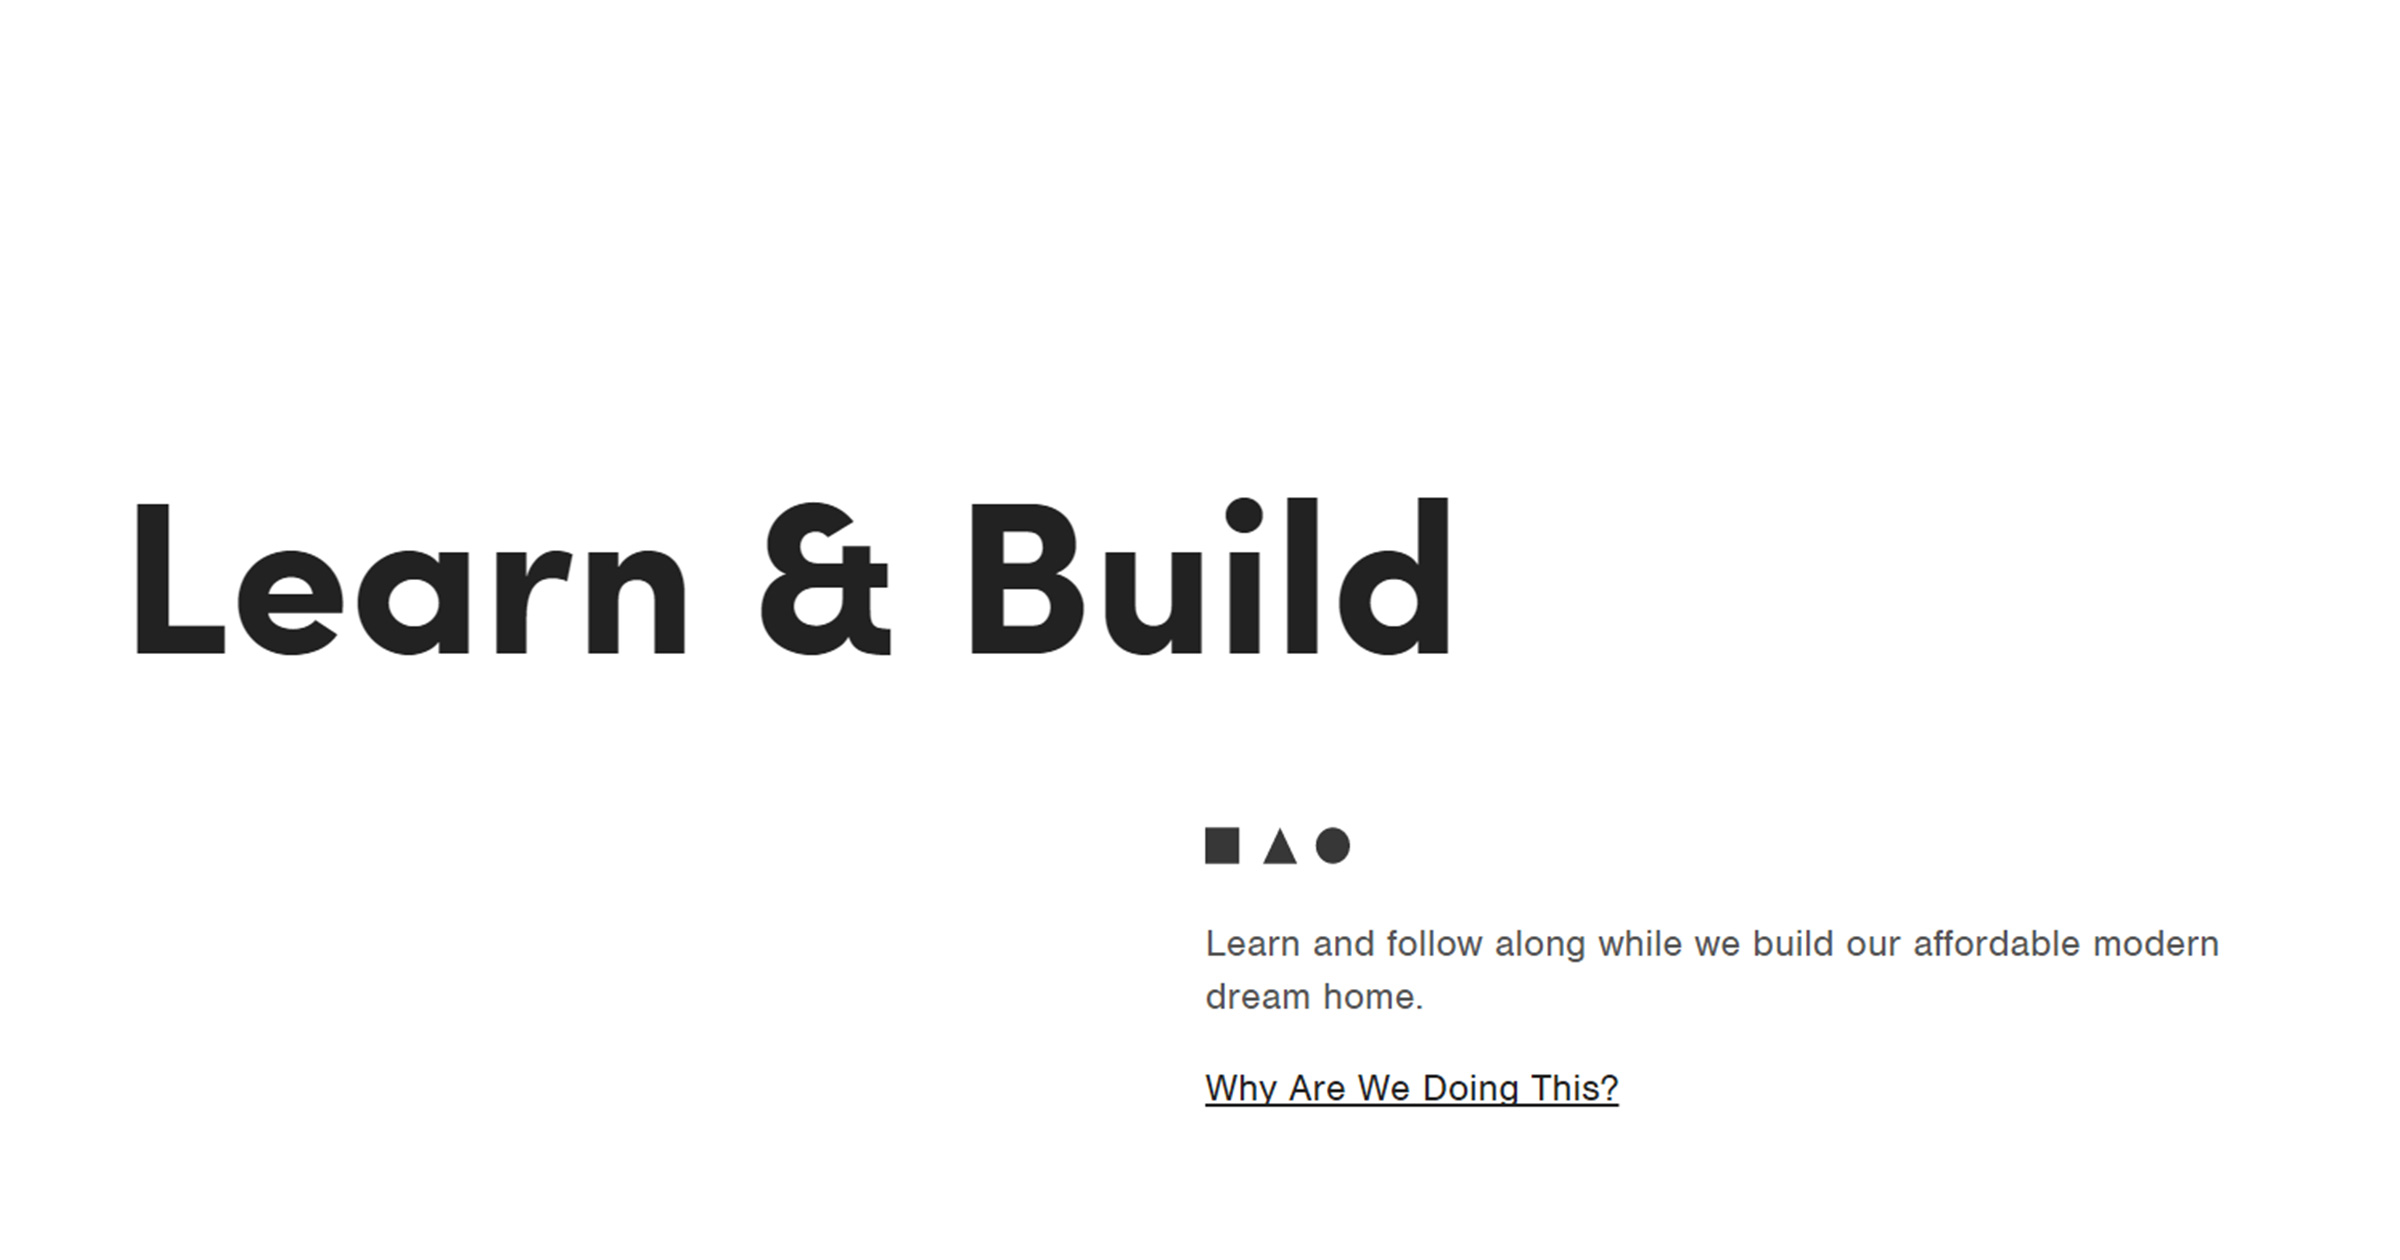 Learn & Build
Learn and follow along while we build our affordable modern
dream home.
Why Are We Doing This?